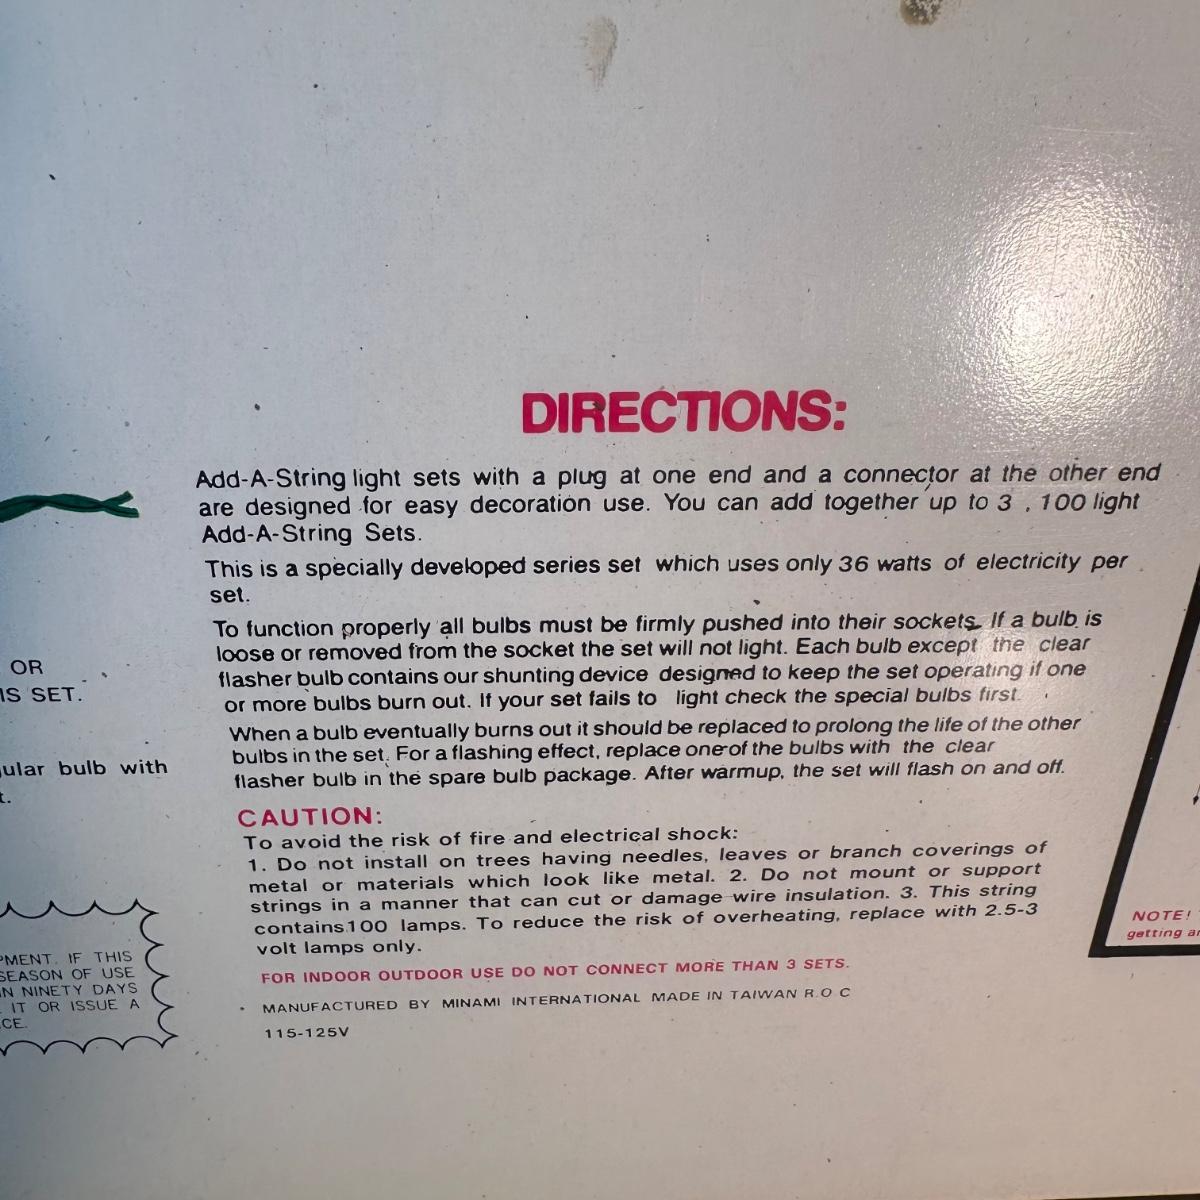 DIRECTIONS:
Add-A-String light sets with a plug at one end and a connector at the other end
are designed for easy decoration use. You can add together up to 3 , 100 light
Add-A-String Sets.
This is a specially developed series set which uses only 36 watts of electricity per
set.
To function properly all bulbs must be firmly pushed into their sockets. If a bulb is
loose or removed from the socket the set will not light. Each bulb except the clear
flasher bulb contains our shunting device designed to keep the set operating if one
or more bulbs burn out. If your set fails to light check the special bulbs first.
When a bulb eventually burns out it should be replaced to prolong the life of the other
bulbs in the set. For a flashing effect, replace one of the bulbs with the clear
flasher bulb in the spare bulb package. After warmup, the set will flash on and off.
CAUTION:
To avoid the risk of fire and electrical shock:
1. Do not install on trees having needles, leaves or branch coverings of
metal or materials which look like metal. 2. Do not mount or support
strings in a manner that can cut or damage wire insulation. 3. This string
contains 100 lamps. To reduce the risk of overheating, replace with 2.5-3
volt lamps only.
FOR INDOOR OUTDOOR USE DO NOT CONNECT MORE THAN 3 SETS.
MANUFACTURED BY MINAMI INTERNATIONAL MADE IN TAIWAN R.O.C
115-125V
OR
IS SET.
ular bulb with
t.
PMENT. IF THIS
SEASON OF USE
IN NINETY DAYS
IT OR ISSUE A
CE.
NOTE!
getting